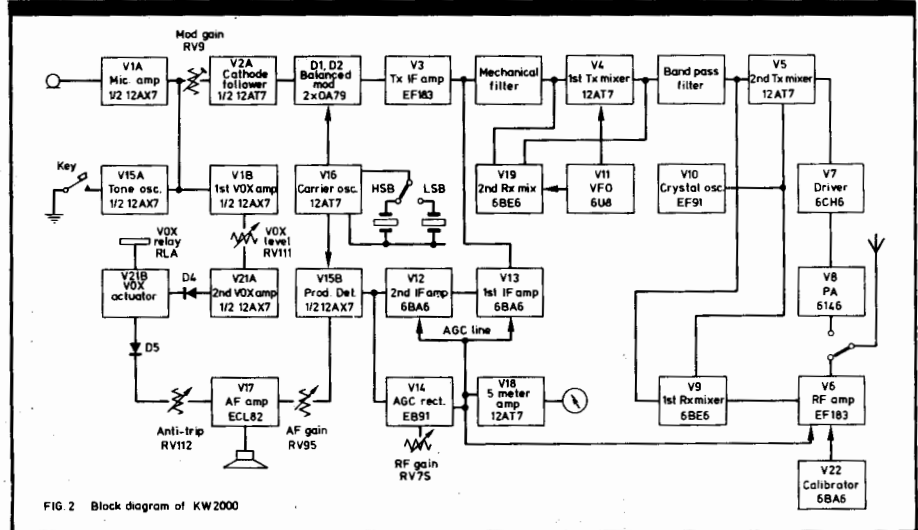 Mod gain
RV9
V1A
Mic. amp
1/2 12AX7
V2A
Cathode
follower
1/2 12AT7
D1, D2
Balanced
mod
2×OA79
V3
Tx IF amp
EF183
Mechanical
filter
V4
1st Tx mixer
12AT7
Band pass
filter
V5
2nd Tx mixer
12AT7
Key
V15A
Tone osc.
1/2 12AX7
V1B
1st VOX amp
1/2 12AX7
V16
Carrier osc.
12AT7
HSB
LSB
V19
2nd Rx mix
6BE6
V11
VFO
6U8
V10
Crystal osc.
EF91
V7
Driver
6CH6
VOX
relay
RLA
VOX
level
RV111
V21B
VOX
actuator
D4
V21A
2nd VOX amp
1/2 12AX7
V15B
Prod. Det.
1/2 12AX7
V12
2nd IF amp
6BA6
V13
1st IF amp
6BA6
V8
PA
6146
AGC line
D5
V17
AF amp
ECL82
V14
AGC rect.
EB91
V18
5 meter
amp
12AT7
V9
1st Rx mixer
6BE6
V6
RF amp
EF183
Anti-trip
RV112
AF gain
RV95
RF gain
RV7S
V22
Calibrator
6BA6
FIG. 2 Block diagram of KW2000